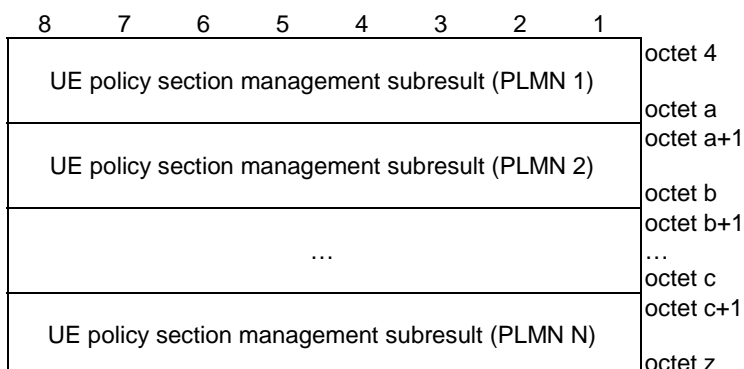 8 7 6 5 4 3 2 1
octet 4
UE policy section management subresult (PLMN 1)
octet a
octet a+1
UE policy section management subresult (PLMN 2)
octet b
octet b+1
… …
octet c
octet c+1
UE policy section management subresult (PLMN N)
octet z